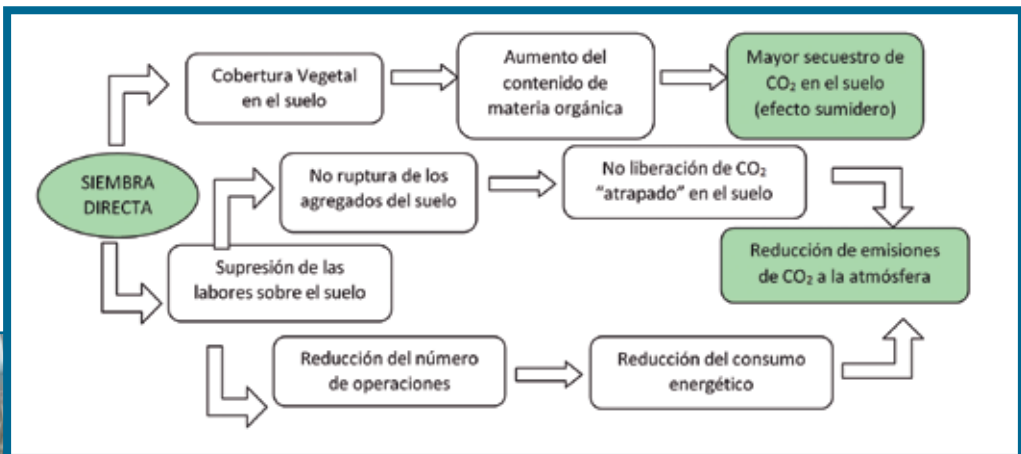 Cobertura Vegetal
en el suelo
Aumento del
contenido de
materia orgánica
Mayor secuestro de
CO₂ en el suelo
(efecto sumidero)
SIEMBRA
DIRECTA
No ruptura de los
agregados del suelo
No liberación de CO₂
“atrapado” en el suelo
Supresión de las
labores sobre el suelo
Reducción de emisiones
de CO₂ a la atmósfera
Reducción del número
de operaciones
Reducción del consumo
energético